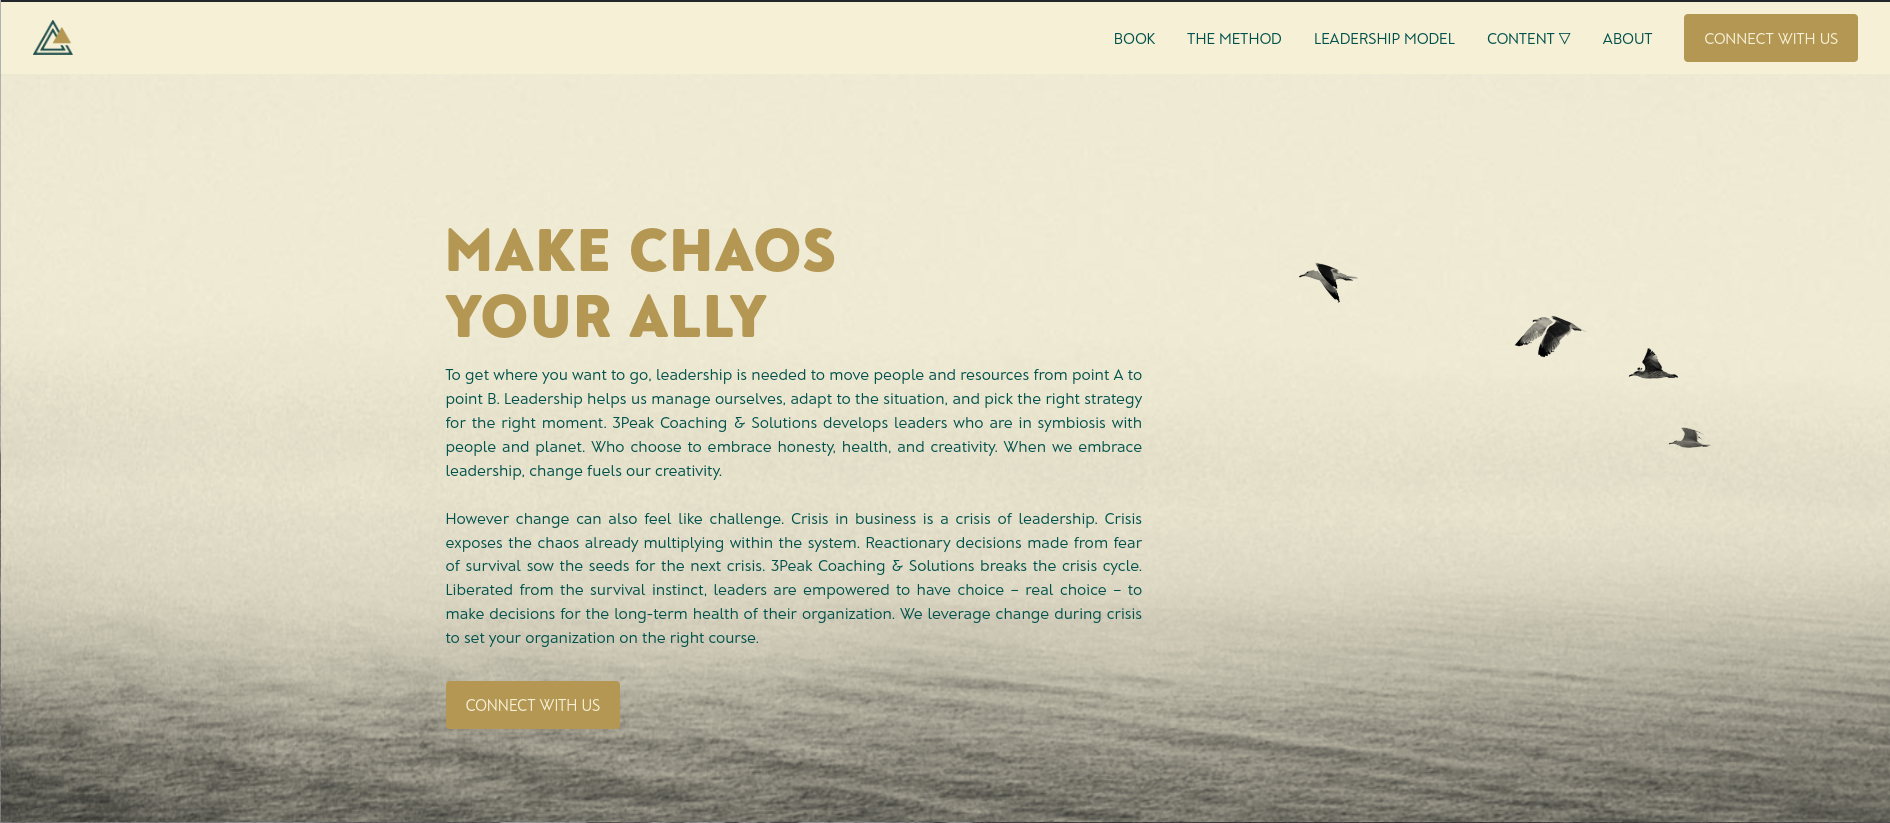 BOOK THE METHOD LEADERSHIP MODEL CONTENT ▽ ABOUT CONNECT WITH US
MAKE CHAOS
YOUR ALLY
To get where you want to go, leadership is needed to move people and resources from point A to
point B. Leadership helps us manage ourselves, adapt to the situation, and pick the right strategy
for the right moment. 3Peak Coaching & Solutions develops leaders who are in symbiosis with
people and planet. Who choose to embrace honesty, health, and creativity. When we embrace
leadership, change fuels our creativity.
However change can also feel like challenge. Crisis in business is a crisis of leadership. Crisis
exposes the chaos already multiplying within the system. Reactionary decisions made from fear
of survival sow the seeds for the next crisis. 3Peak Coaching & Solutions breaks the crisis cycle.
Liberated from the survival instinct, leaders are empowered to have choice – real choice – to
make decisions for the long-term health of their organization. We leverage change during crisis
to set your organization on the right course.
CONNECT WITH US